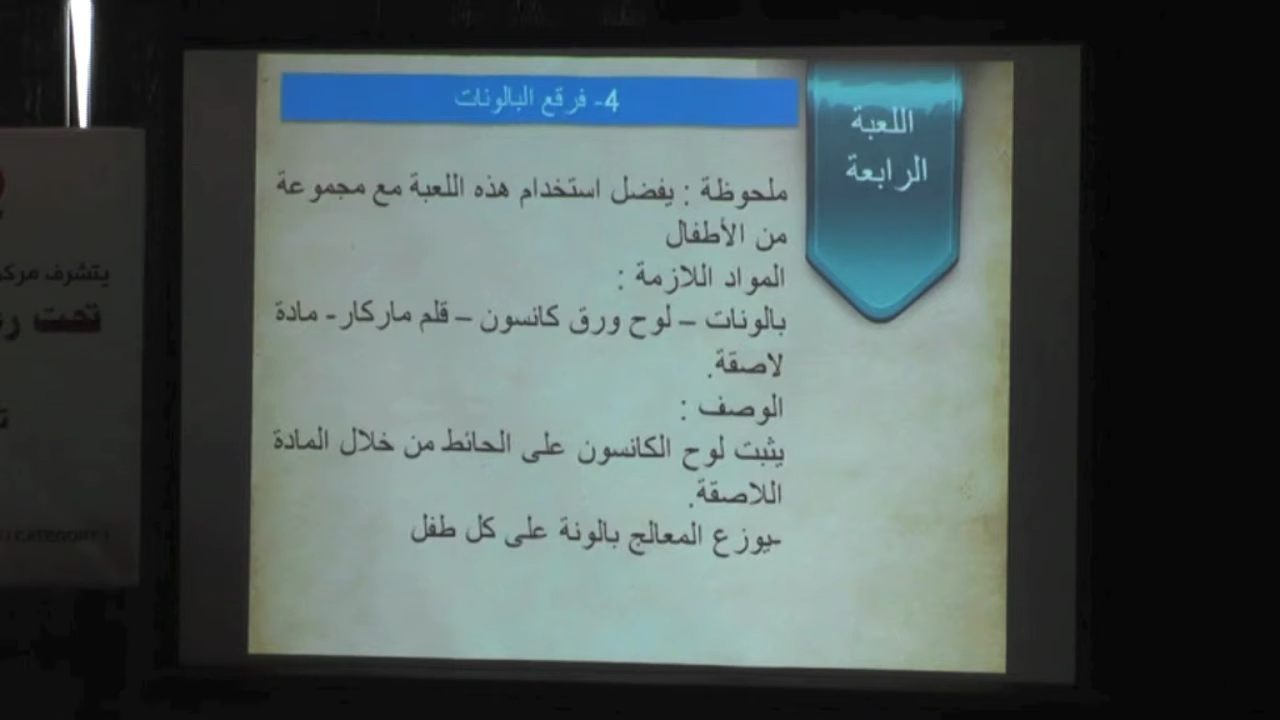 4- فرقع البالونات
اللعبة
الرابعة
ملحوظة : يفضل استخدام هذه اللعبة مع مجموعة
من الأطفال
المواد اللازمة :
بالونات – لوح ورق كانسون – قلم ماركار- مادة
لاصقة.
الوصف :
يثبت لوح الكانسون على الحائط من خلال المادة
اللاصقة.
-يوزع المعالج بالونة على كل طفل
يتشرف
تحت
CATEGORY